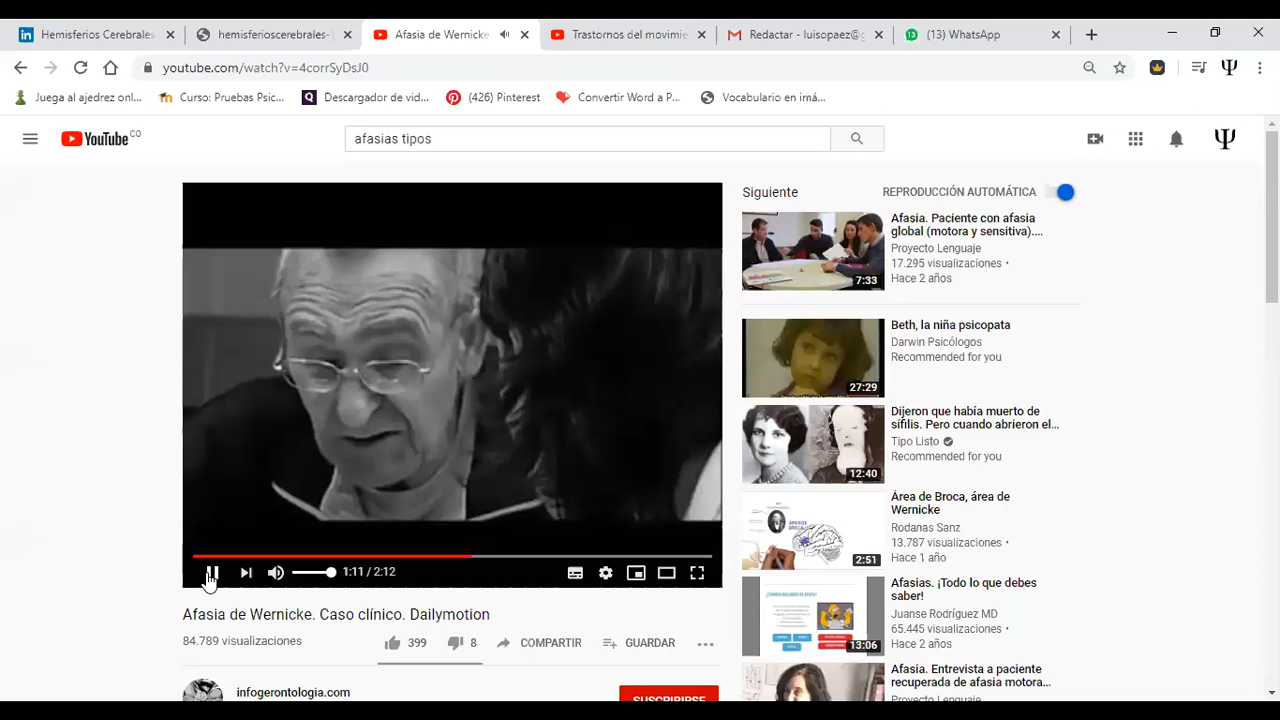 Hemisferios Cerebrales
hemisferioscerebrales-
Afasia de Wernicke
Trastornos del movimie
Redactar - luisopaez@g
(13) WhatsApp
youtube.com/watch?v=4corrSyDsJ0
Juega al ajedrez onl...
Curso: Pruebas Psic...
Descargador de vid...
(426) Pinterest
Convertir Word a P...
Vocabulario en imá...
YouTube CO
afasias tipos
Siguiente
REPRODUCCIÓN AUTOMÁTICA
Afasia. Paciente con afasia
global (motora y sensitiva)....
Proyecto Lenguaje
17.295 visualizaciones •
Hace 2 años
7:33
Beth, la niña psicopata
Darwin Psicólogos
Recommended for you
27:29
Dijeron que había muerto de
sífilis. Pero cuando abrieron el...
Tipo Listo
Recommended for you
12:40
Área de Broca, área de
Wernicke
Rodanas Sanz
13.787 visualizaciones •
Hace 1 año
2:51
Afasias. ¡Todo lo que debes
saber!
Juanse Rodríguez MD
65.445 visualizaciones •
Hace 2 años
13:06
Afasia. Entrevista a paciente
recuperada de afasia motora...
Proyecto Lenguaje
1:11 / 2:12
Afasia de Wernicke. Caso clínico. Dailymotion
84.789 visualizaciones
399
8
COMPARTIR
GUARDAR
infogerontologia.com
SUSCRIBIRSE